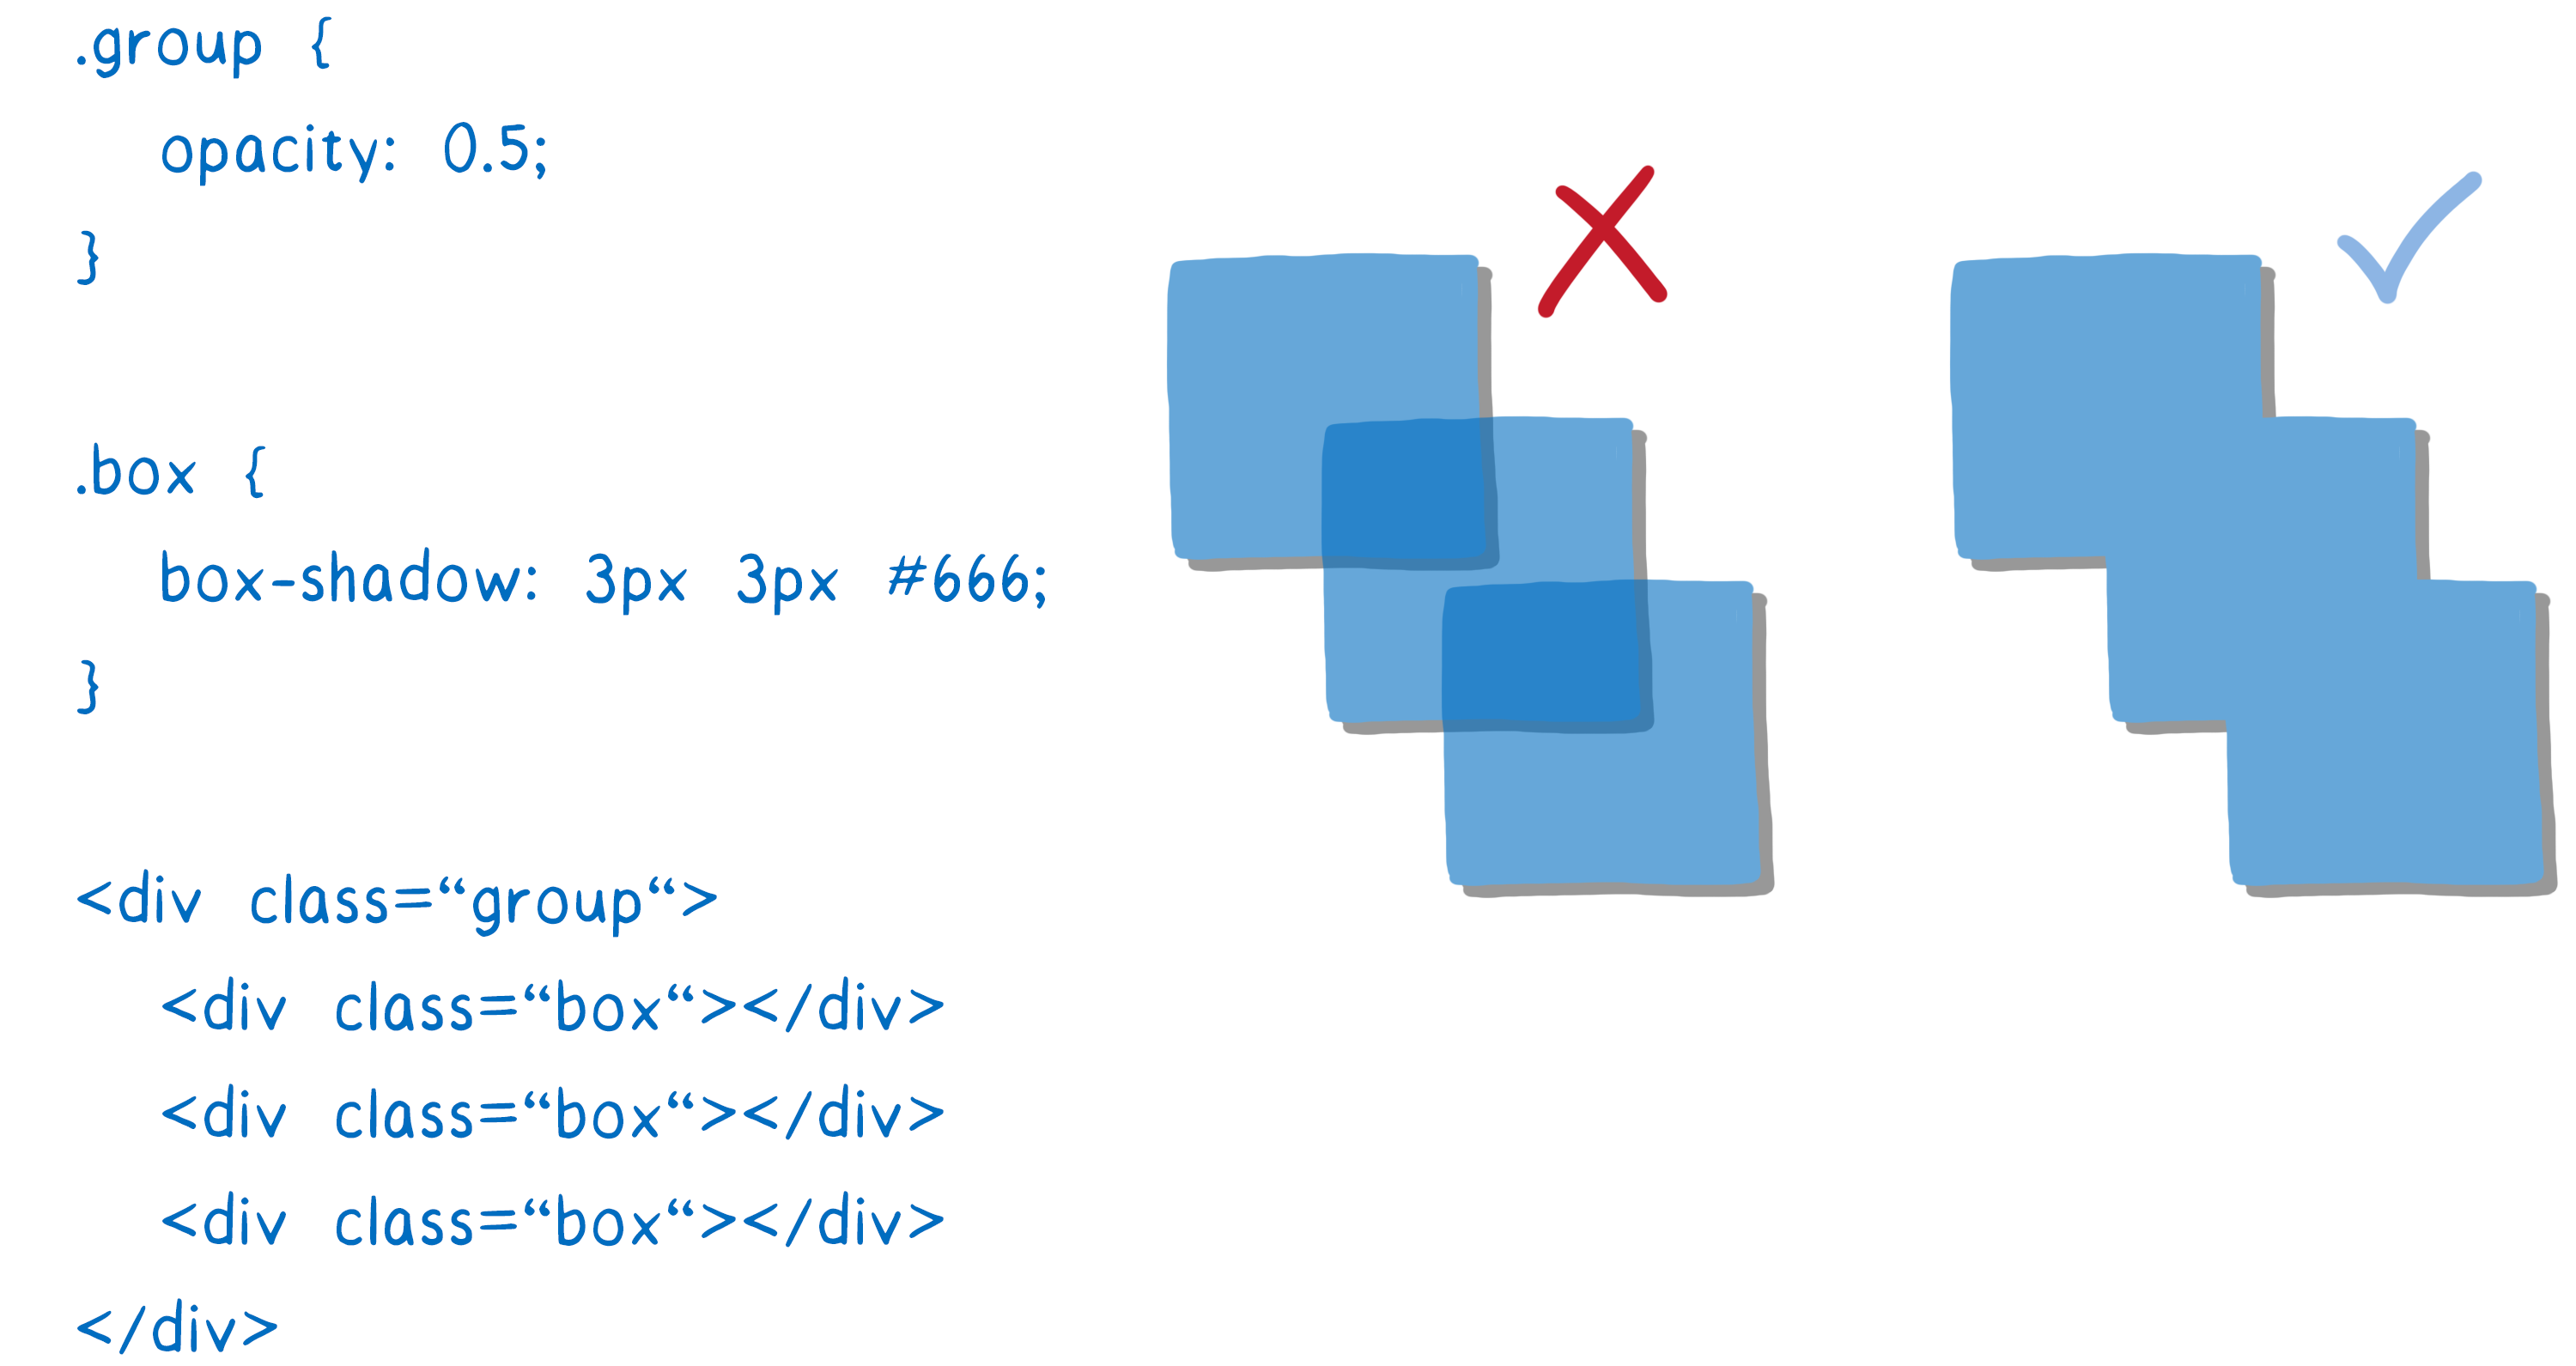 .group {
opacity: 0.5;
}
.box {
box-shadow: 3px 3px #666;
}
<div class=“group“>
<div class=“box“></div>
<div class=“box“></div>
<div class=“box“></div>
</div>